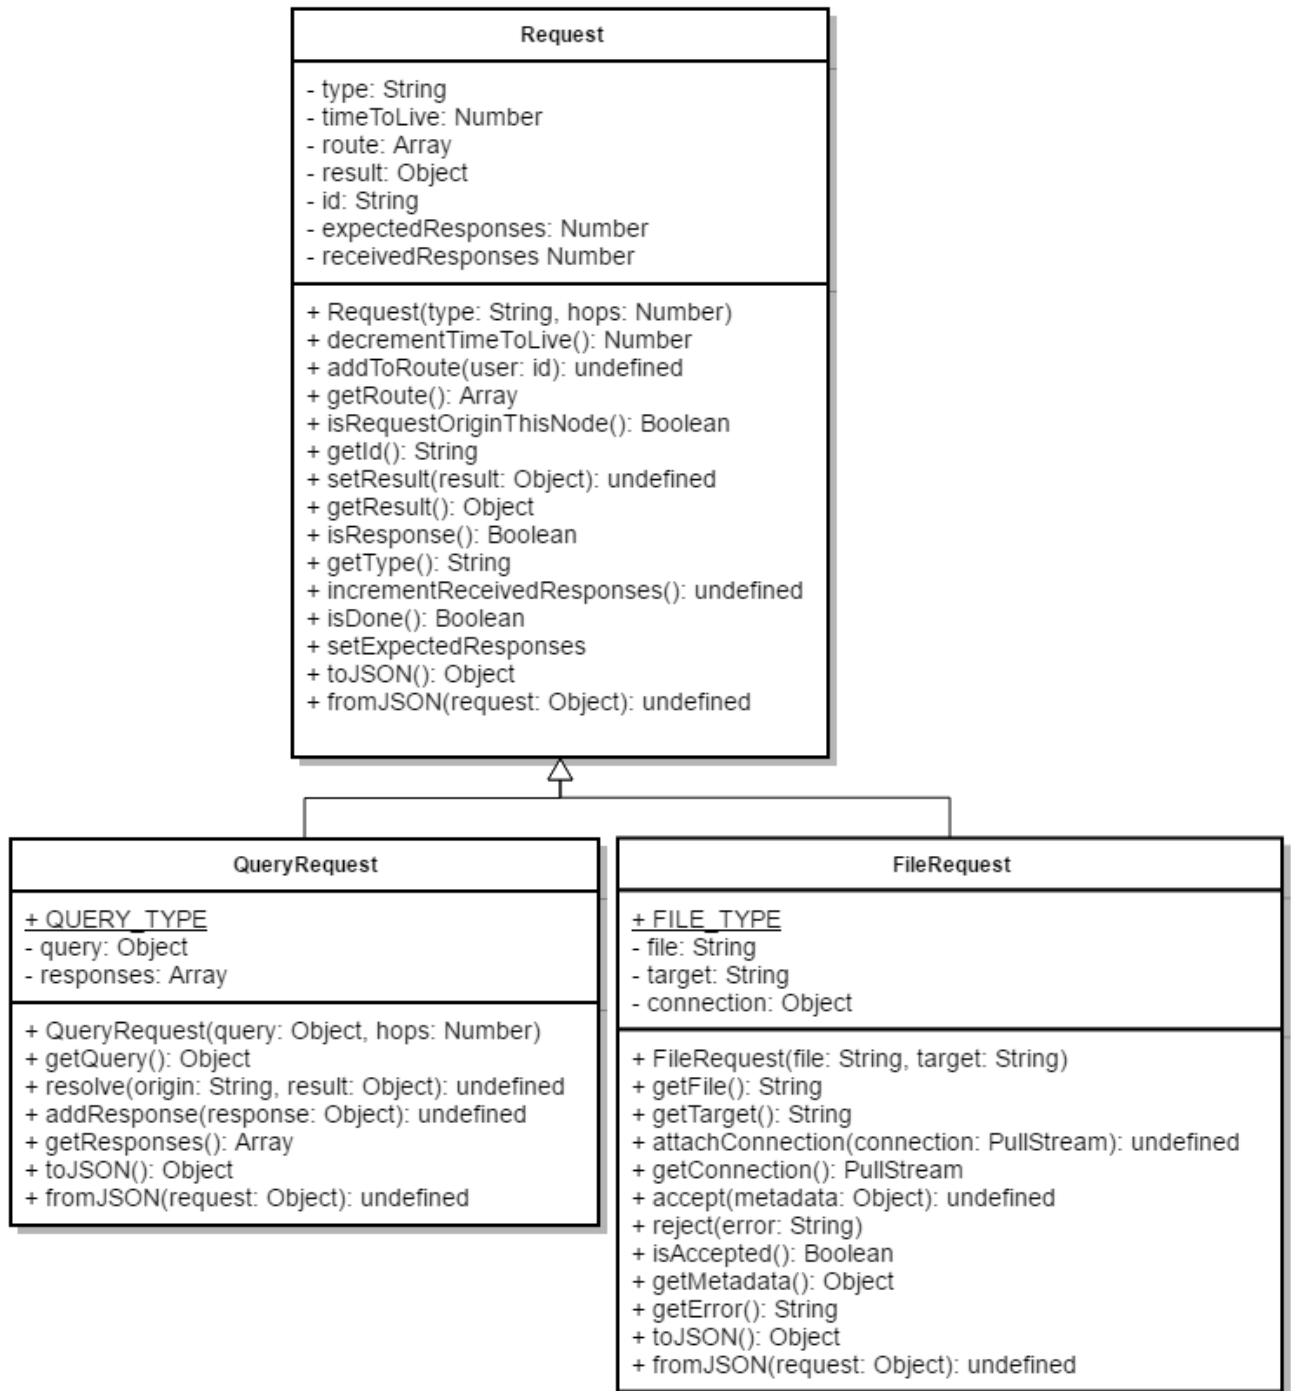 Request
- type: String
- timeToLive: Number
- route: Array
- result: Object
- id: String
- expectedResponses: Number
- receivedResponses Number
+ Request(type: String, hops: Number)
+ decrementTimeToLive(): Number
+ addToRoute(user: id): undefined
+ getRoute(): Array
+ isRequestOriginThisNode(): Boolean
+ getId(): String
+ setResult(result: Object): undefined
+ getResult(): Object
+ isResponse(): Boolean
+ getType(): String
+ incrementReceivedResponses(): undefined
+ isDone(): Boolean
+ setExpectedResponses
+ toJSON(): Object
+ fromJSON(request: Object): undefined
QueryRequest
+ QUERY_TYPE
- query: Object
- responses: Array
+ QueryRequest(query: Object, hops: Number)
+ getQuery(): Object
+ resolve(origin: String, result: Object): undefined
+ addResponse(response: Object): undefined
+ getResponses(): Array
+ toJSON(): Object
+ fromJSON(request: Object): undefined
FileRequest
+ FILE_TYPE
- file: String
- target: String
- connection: Object
+ FileRequest(file: String, target: String)
+ getFile(): String
+ getTarget(): String
+ attachConnection(connection: PullStream): undefined
+ getConnection(): PullStream
+ accept(metadata: Object): undefined
+ reject(error: String)
+ isAccepted(): Boolean
+ getMetadata(): Object
+ getError(): String
+ toJSON(): Object
+ fromJSON(request: Object): undefined